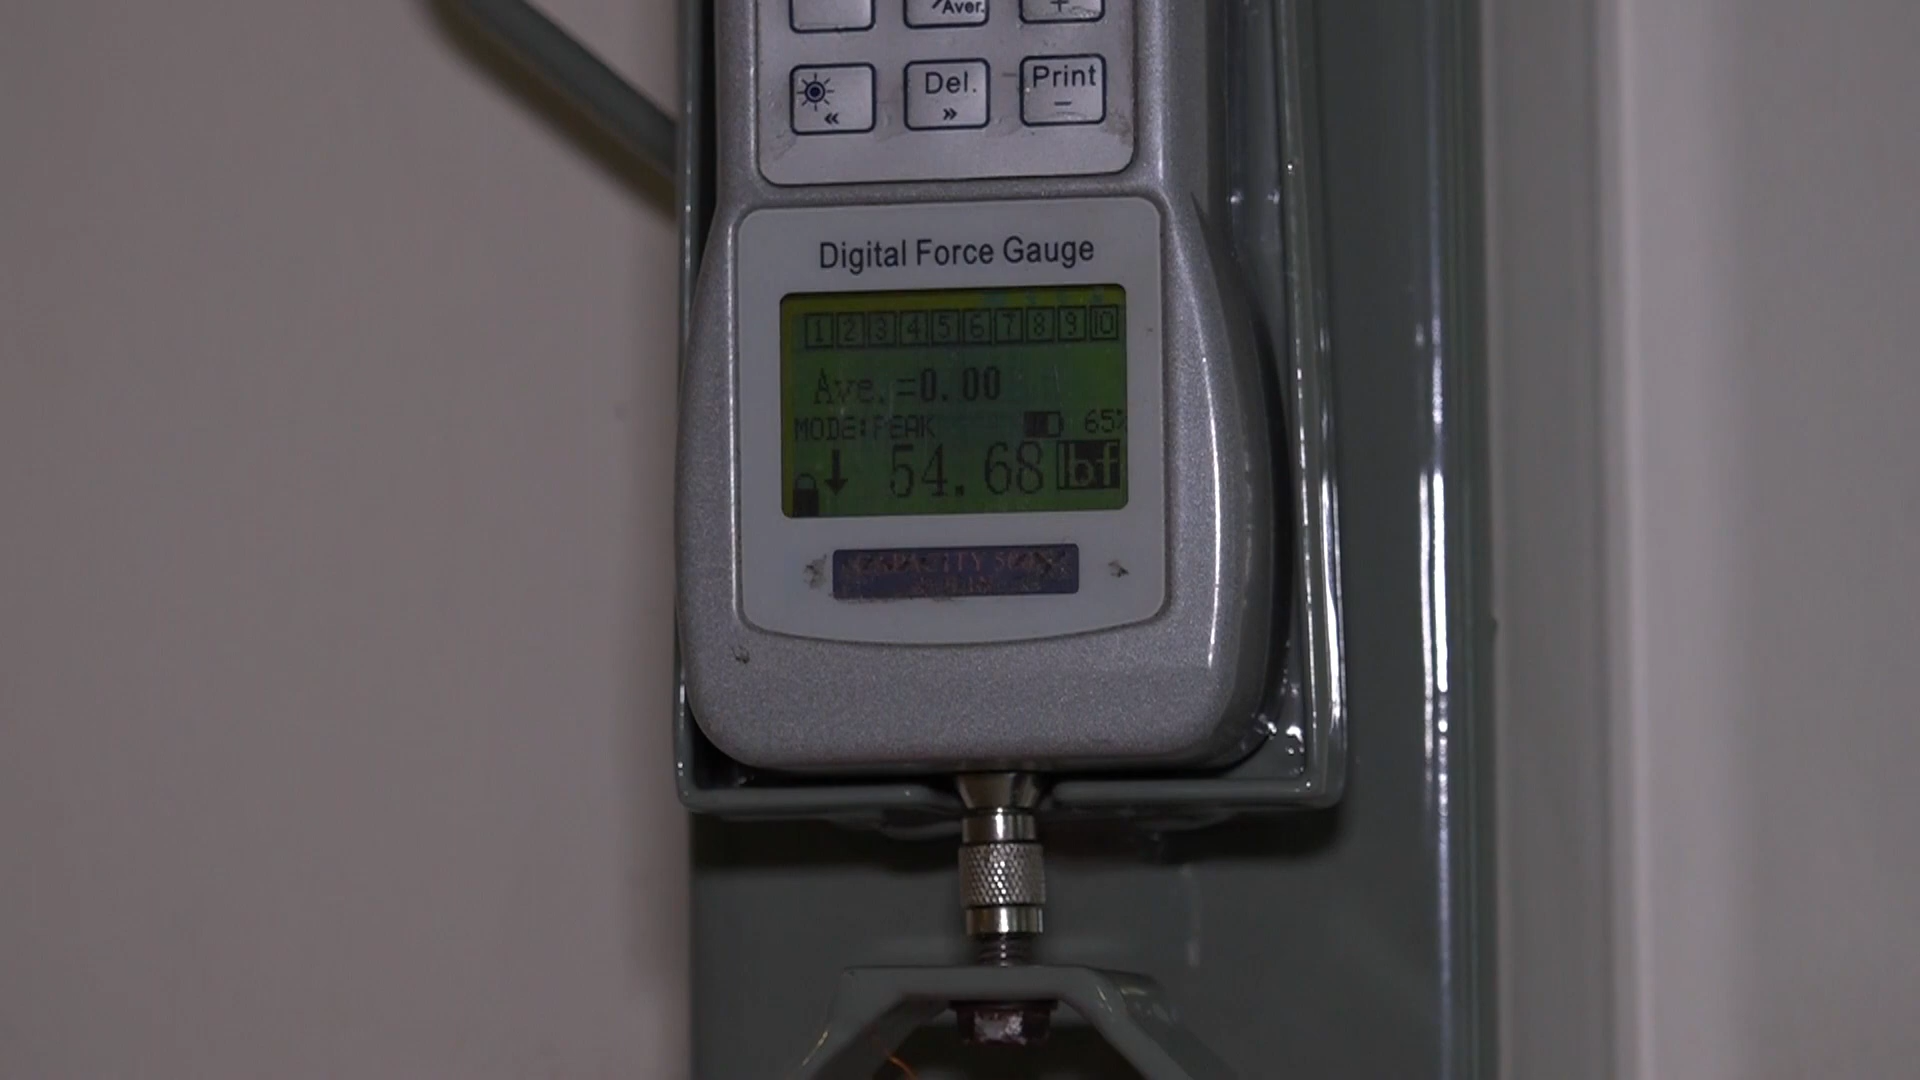 Aver. +
« Del. » Print −
Digital Force Gauge
1 2 3 4 5 6 7 8 9 10
Ave.=0.00
MODE:PEAK 65%
54.68 lbf
CAPACITY